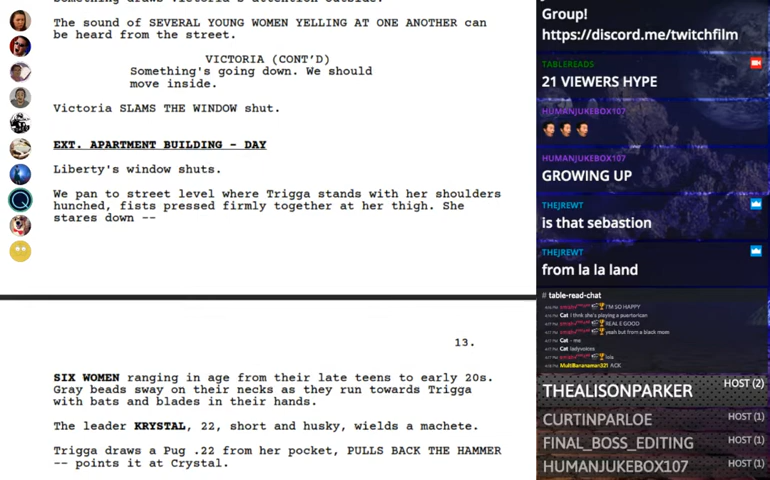 Something draws Victoria's attention outside.
The sound of SEVERAL YOUNG WOMEN YELLING AT ONE ANOTHER can
be heard from the street.
VICTORIA (CONT'D)
Something's going down. We should
move inside.
Victoria SLAMS THE WINDOW shut.
EXT. APARTMENT BUILDING - DAY
Liberty's window shuts.
We pan to street level where Trigga stands with her shoulders
hunched, fists pressed firmly together at her thigh. She
stares down --
13.
SIX WOMEN ranging in age from their late teens to early 20s.
Gray beads sway on their necks as they run towards Trigga
with bats and blades in their hands.
The leader KRYSTAL, 22, short and husky, wields a machete.
Trigga draws a Pug .22 from her pocket, PULLS BACK THE HAMMER
-- points it at Crystal.
Group!
https://discord.me/twitchfilm
TABLEREADS
21 VIEWERS HYPE
HUMANJUKEBOX107
HUMANJUKEBOX107
GROWING UP
THEJREWT
is that sebastion
THEJREWT
from la la land
# table-read-chat
I'M SO HAPPY
Cat I thnk she's playing a puertorican
REAL E GOOD
yeah but from a black mom
Cat - me
Cat ladyvoices
lols
MultiBananaman321 ACK
THEALISONPARKER HOST (2)
CURTINPARLOE HOST (1)
FINAL_BOSS_EDITING HOST (1)
HUMANJUKEBOX107 HOST (1)